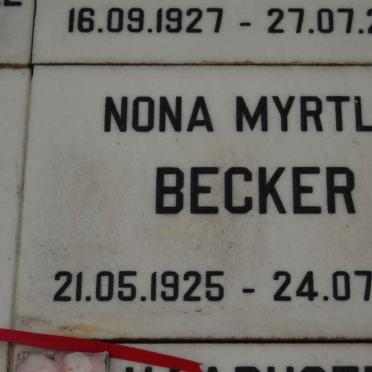 16.09.1927 - 27.07.
NONA MYRTL
BECKER
21.05.1925 - 24.07